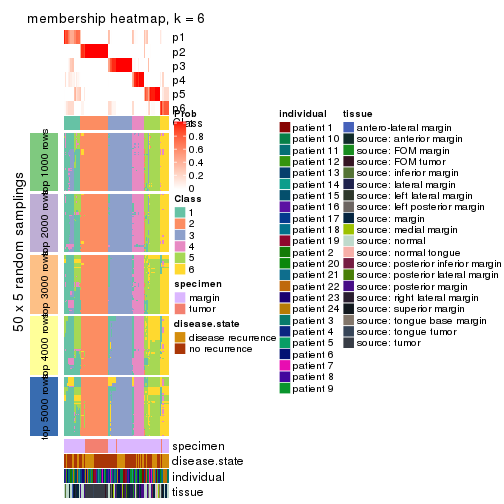 membership heatmap, k = 6
p1
p2
p3
p4
p5
p6
Class
50 x 5 random samplings
top 1000 rows
top 2000 rows
top 3000 rows
top 4000 rows
top 5000 rows
specimen
disease.state
individual
tissue
Prob
1
0.8
0.6
0.4
0.2
0
Class
1
2
3
4
5
6
specimen
margin
tumor
disease.state
disease recurrence
no recurrence
individual
patient 1
patient 10
patient 11
patient 12
patient 13
patient 14
patient 15
patient 16
patient 17
patient 18
patient 19
patient 2
patient 20
patient 21
patient 22
patient 23
patient 24
patient 3
patient 4
patient 5
patient 6
patient 7
patient 8
patient 9
tissue
antero-lateral margin
source: anterior margin
source: FOM margin
source: FOM tumor
source: inferior margin
source: lateral margin
source: left lateral margin
source: left posterior margin
source: margin
source: medial margin
source: normal
source: normal tongue
source: posterior inferior margin
source: posterior lateral margin
source: posterior margin
source: right lateral margin
source: superior margin
source: tongue base margin
source: tongue tumor
source: tumor